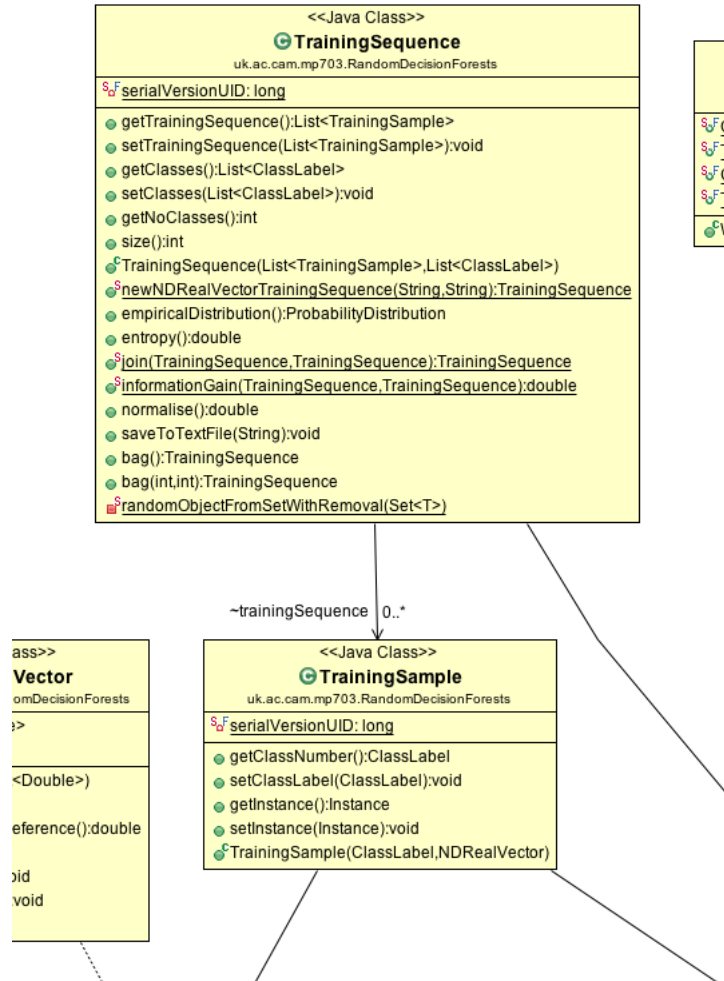 <<Java Class>>
TrainingSequence
uk.ac.cam.mp703.RandomDecisionForests
serialVersionUID: long
getTrainingSequence():List<TrainingSample>
setTrainingSequence(List<TrainingSample>):void
getClasses():List<ClassLabel>
setClasses(List<ClassLabel>):void
getNoClasses():int
size():int
TrainingSequence(List<TrainingSample>,List<ClassLabel>)
newNDRealVectorTrainingSequence(String,String):TrainingSequence
empiricalDistribution():ProbabilityDistribution
entropy():double
join(TrainingSequence,TrainingSequence):TrainingSequence
informationGain(TrainingSequence,TrainingSequence):double
normalise():double
saveToTextFile(String):void
bag():TrainingSequence
bag(int,int):TrainingSequence
randomObjectFromSetWithRemoval(Set<T>)
~trainingSequence 0..*
ass>>
Vector
omDecisionForests
e>
<Double>)
eference():double
oid
:void
<<Java Class>>
TrainingSample
uk.ac.cam.mp703.RandomDecisionForests
serialVersionUID: long
getClassNumber():ClassLabel
setClassLabel(ClassLabel):void
getInstance():Instance
setInstance(Instance):void
TrainingSample(ClassLabel,NDRealVector)